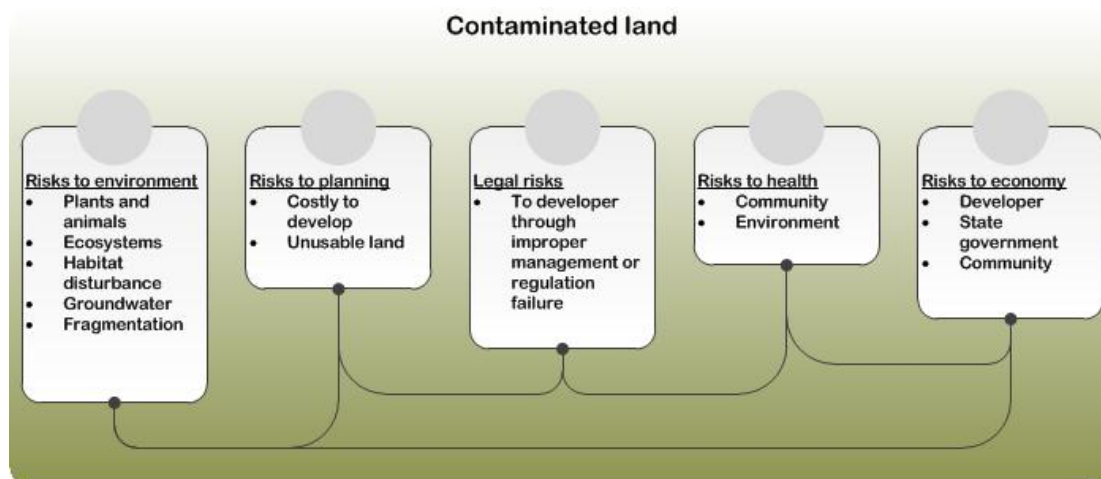 Contaminated land
Risks to environment
• Plants and
animals
• Ecosystems
• Habitat
disturbance
• Groundwater
• Fragmentation
Risks to planning
• Costly to
develop
• Unusable land
Legal risks
• To developer
through
improper
management or
regulation
failure
Risks to health
• Community
• Environment
Risks to economy
• Developer
• State
government
• Community